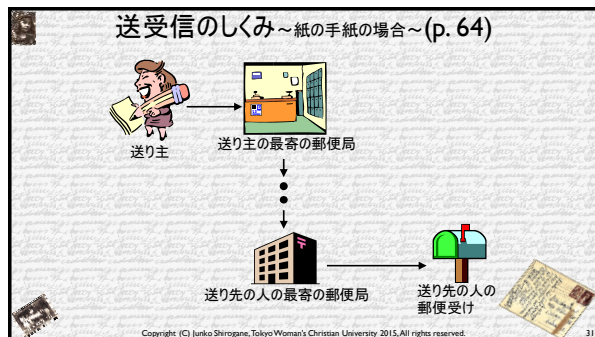 送受信のしくみ～紙の手紙の場合～(p. 64)
送り主
送り主の最寄の郵便局
送り先の人の最寄の郵便局
送り先の人の
郵便受け
Copyright (C) Junko Shirogane, Tokyo Woman's Christian University 2015, All rights reserved.
31